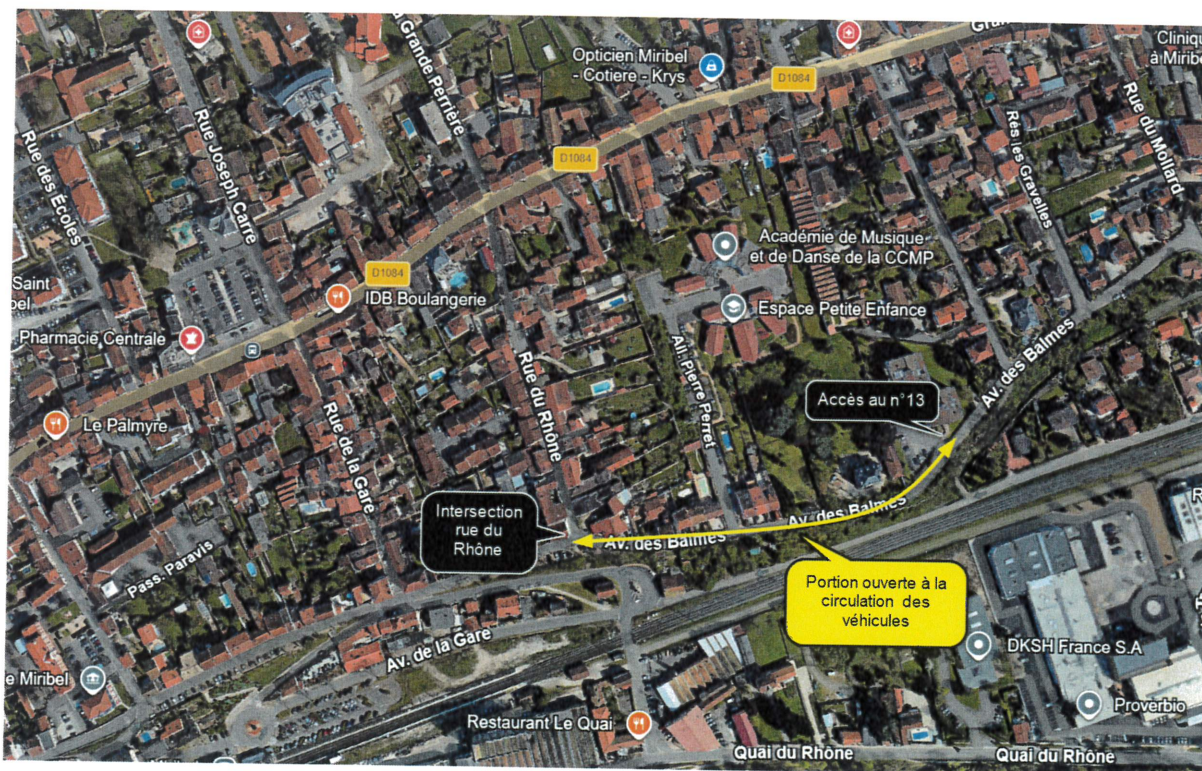 Gran
Opticien Miribel
- Cotiere - Krys
Cliniqu
à Miribe
D1084
a Grande Perrière
Rue Joseph Carre
Rue des Écoles
D1084
Rés les Gravelles
Rue du Mollard
Académie de Musique
et de Danse de la CCMP
Saint
bel
D1084
IDB Boulangerie
Espace Petite Enfance
Pharmacie Centrale
All. Pierre Perret
Rue du Rhône
Av. des Balmes
Accès au n°13
Le Palmyre
Rue de la Gare
Intersection
rue du
Rhône
Av. des Balmes
Av. des Balmes
Pass. Paravis
Portion ouverte à la
circulation des
véhicules
Av. de la Gare
DKSH France S.A
e Miribel
Proverbio
Restaurant Le Quai
Quai du Rhône
Quai du Rhône